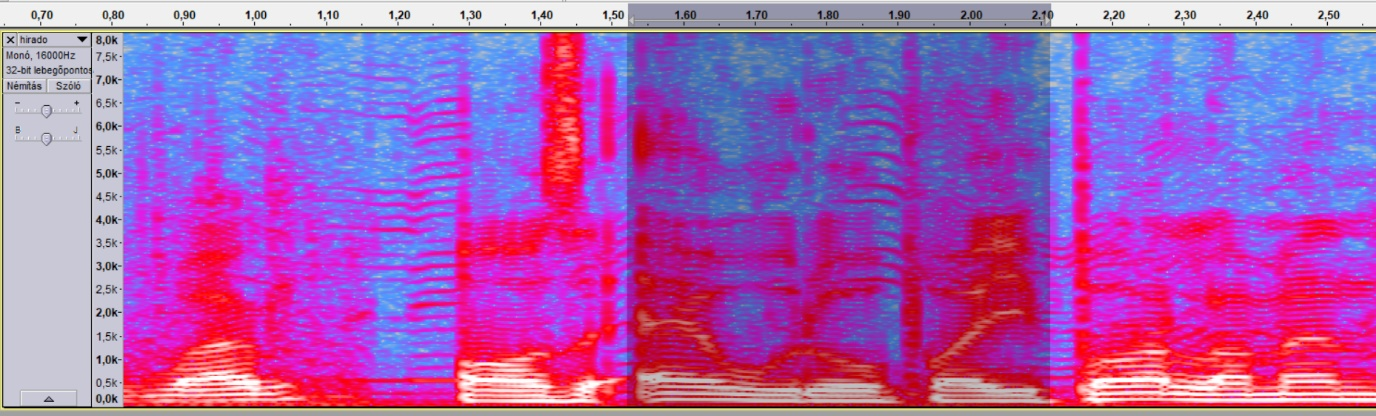 0,70 0,80 0,90 1,00 1,10 1,20 1,30 1,40 1,50 1,60 1,70 1,80 1,90 2,00 2,10 2,20 2,30 2,40 2,50
hirado
Monó, 16000Hz
32-bit lebegőpontos
Némítás Szóló
- +
B J
8,0k
7,5k
7,0k
6,5k
6,0k
5,5k
5,0k
4,5k
4,0k
3,5k
3,0k
2,5k
2,0k
1,5k
1,0k
0,5k
0,0k